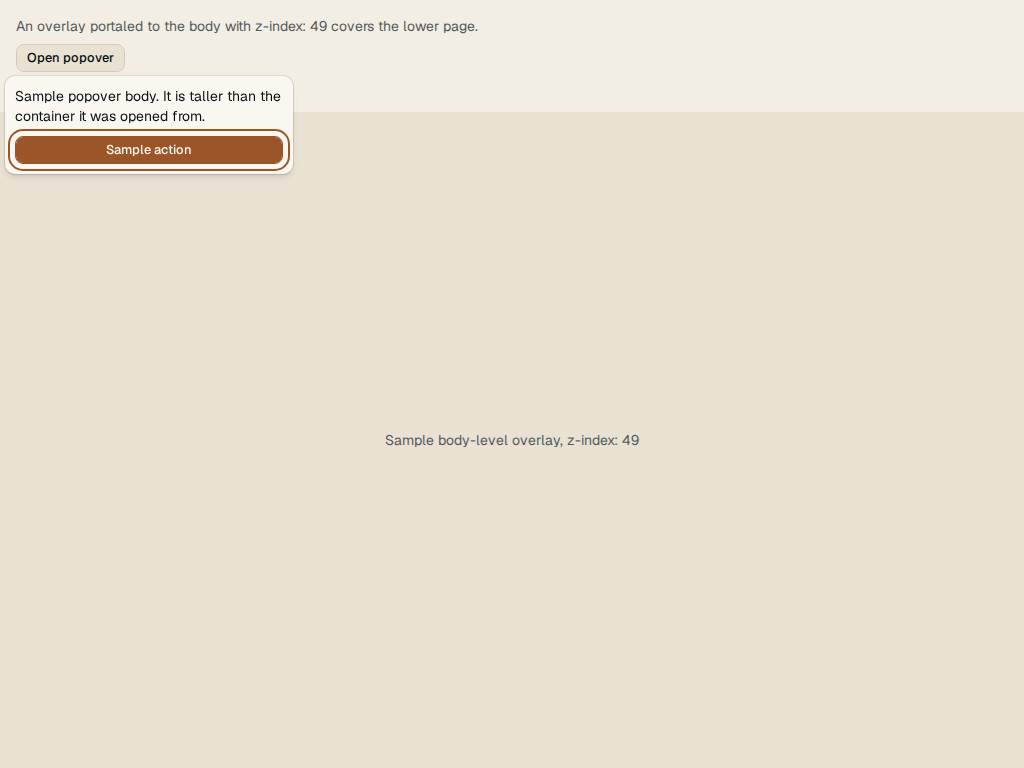 An overlay portaled to the body with z-index: 49 covers the lower page.
Open popover
Sample popover body. It is taller than the
container it was opened from.
Sample action
Sample body-level overlay, z-index: 49